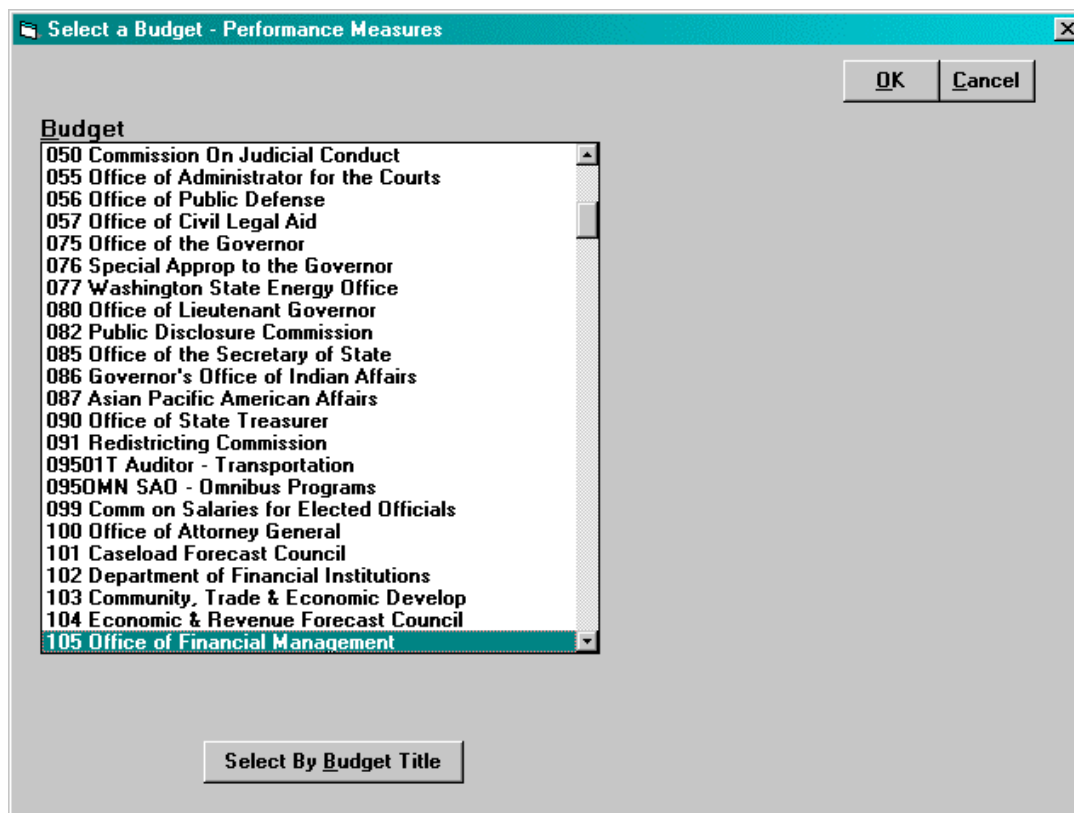 Select a Budget - Performance Measures
OK Cancel
Budget
050 Commission On Judicial Conduct
055 Office of Administrator for the Courts
056 Office of Public Defense
057 Office of Civil Legal Aid
075 Office of the Governor
076 Special Approp to the Governor
077 Washington State Energy Office
080 Office of Lieutenant Governor
082 Public Disclosure Commission
085 Office of the Secretary of State
086 Governor's Office of Indian Affairs
087 Asian Pacific American Affairs
090 Office of State Treasurer
091 Redistricting Commission
09501T Auditor - Transportation
095OMN SAO - Omnibus Programs
099 Comm on Salaries for Elected Officials
100 Office of Attorney General
101 Caseload Forecast Council
102 Department of Financial Institutions
103 Community, Trade & Economic Develop
104 Economic & Revenue Forecast Council
105 Office of Financial Management
Select By Budget Title